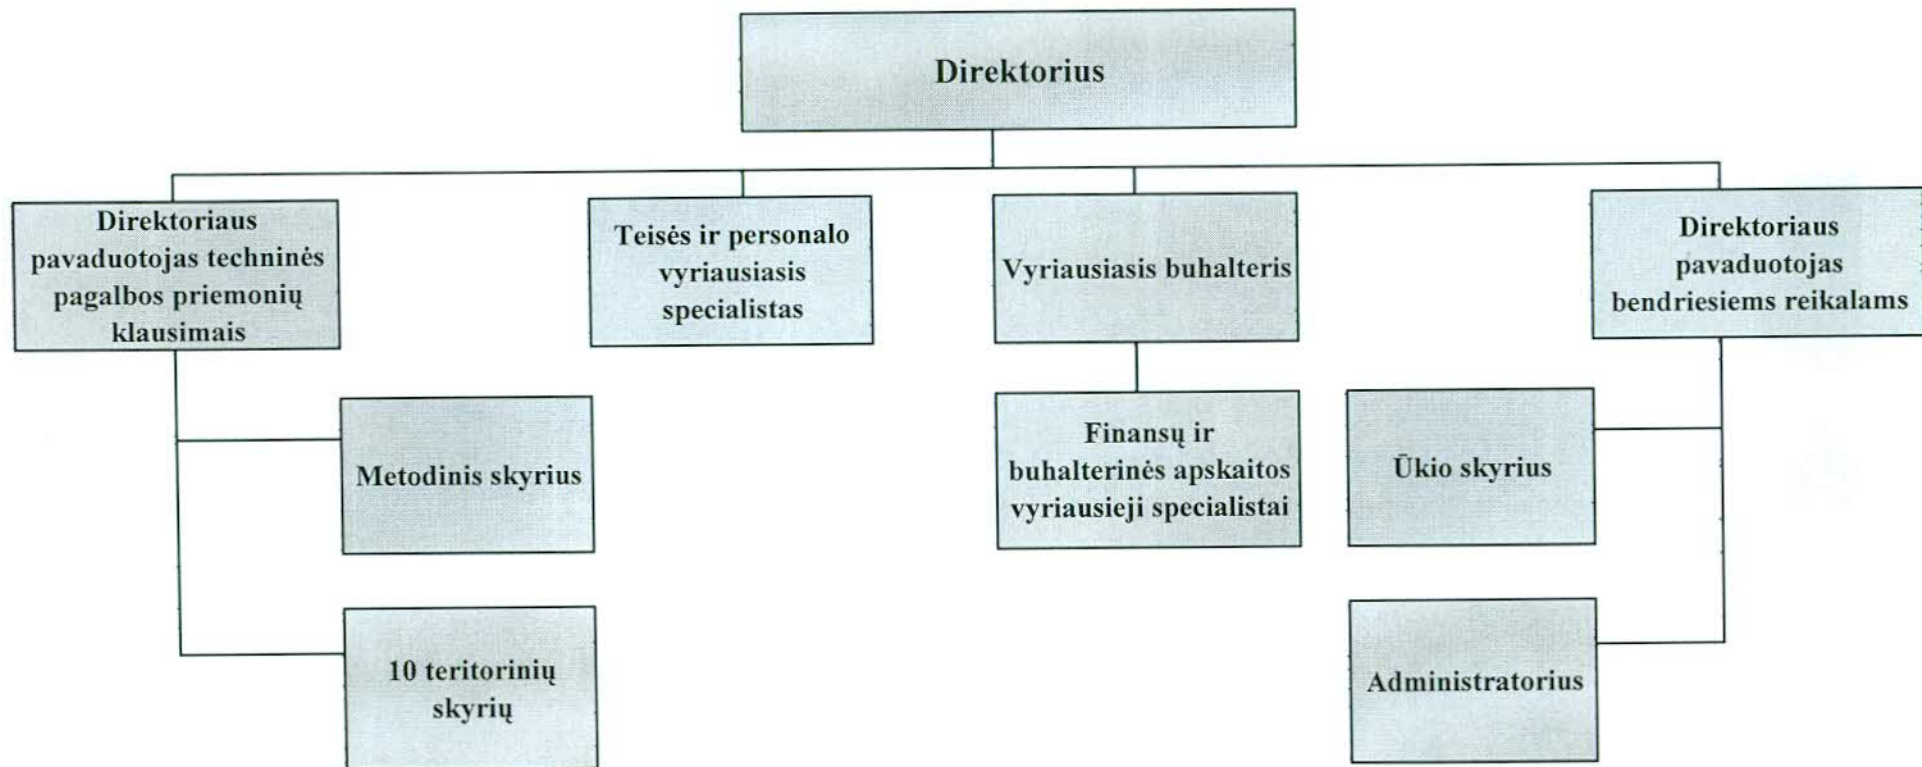 Direktorius
Direktoriaus
pavaduotojas techninės
pagalbos priemonių
klausimais
Teisės ir personalo
vyriausiasis
specialistas
Vyriausiasis buhalteris
Direktoriaus
pavaduotojas
bendriesiems reikalams
Metodinis skyrius
Finansų ir
buhalterinės apskaitos
vyriausieji specialistai
Ūkio skyrius
10 teritorinių
skyrių
Administratorius